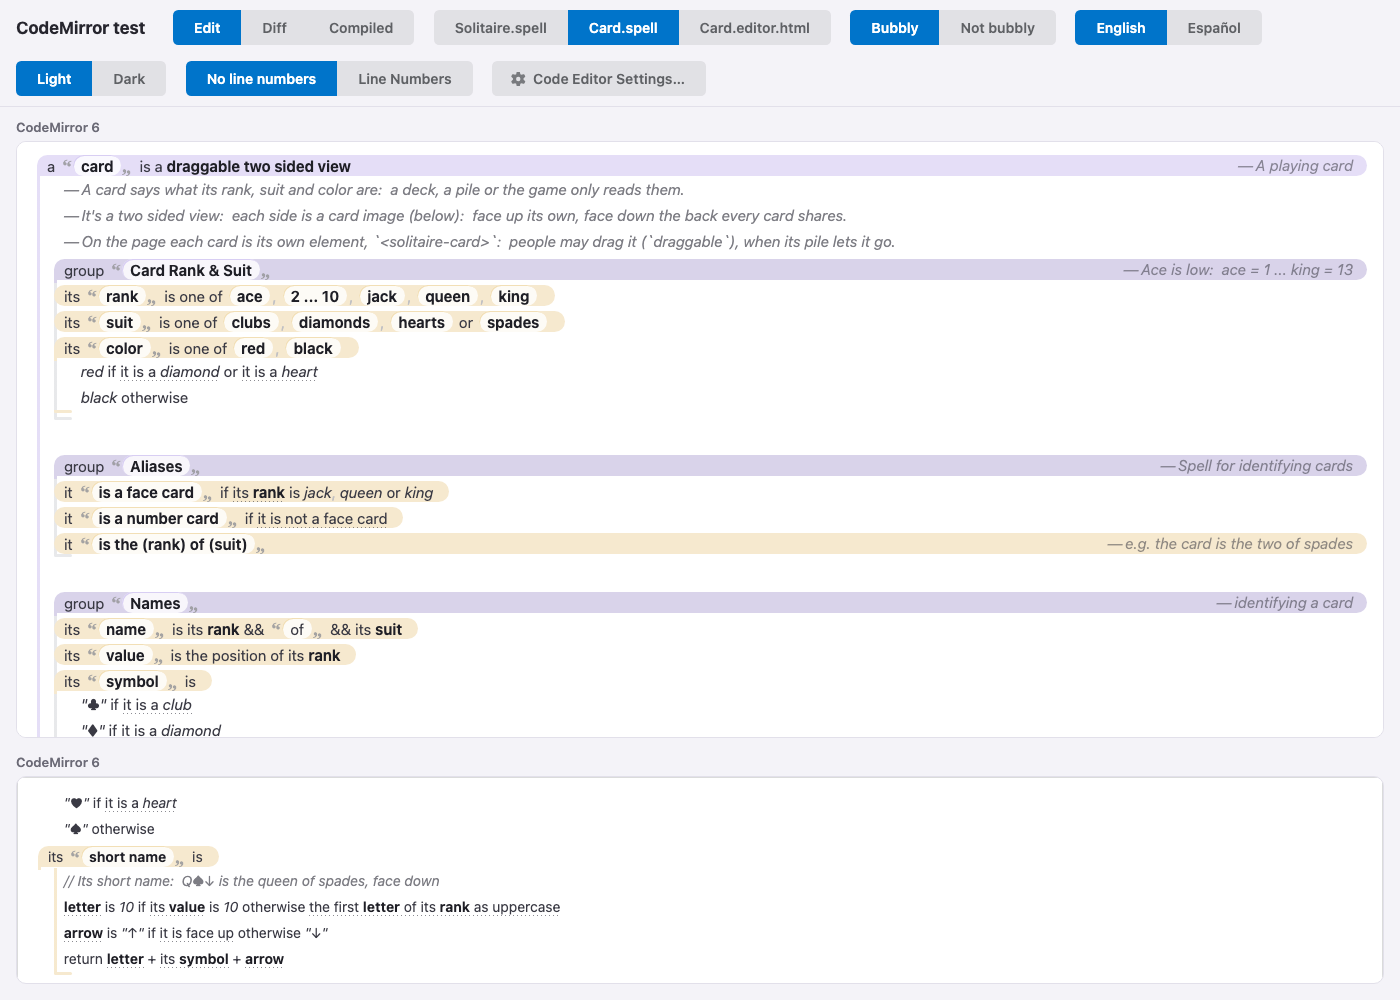 CodeMirror test Edit Diff Compiled Solitaire.spell Card.spell Card.editor.html Bubbly Not bubbly English Español
Light Dark No line numbers Line Numbers Code Editor Settings...
CodeMirror 6
a “ card „ is a draggable two sided view — A playing card
— A card says what its rank, suit and color are: a deck, a pile or the game only reads them.
— It's a two sided view: each side is a card image (below): face up its own, face down the back every card shares.
— On the page each card is its own element, `<solitaire-card>`: people may drag it (`draggable`), when its pile lets it go.
group “ Card Rank & Suit „ — Ace is low: ace = 1 ... king = 13
its “ rank „ is one of ace , 2 ... 10 , jack , queen , king
its “ suit „ is one of clubs , diamonds , hearts or spades
its “ color „ is one of red , black
red if it is a diamond or it is a heart
black otherwise
group “ Aliases „ — Spell for identifying cards
it “ is a face card „ if its rank is jack, queen or king
it “ is a number card „ if it is not a face card
it “ is the (rank) of (suit) „ — e.g. the card is the two of spades
group “ Names „ — identifying a card
its “ name „ is its rank && “ of „ && its suit
its “ value „ is the position of its rank
its “ symbol „ is
"♣" if it is a club
"♦" if it is a diamond
CodeMirror 6
"♥" if it is a heart
"♠" otherwise
its “ short name „ is
// Its short name: Q♠↓ is the queen of spades, face down
letter is 10 if its value is 10 otherwise the first letter of its rank as uppercase
arrow is "↑" if it is face up otherwise "↓"
return letter + its symbol + arrow